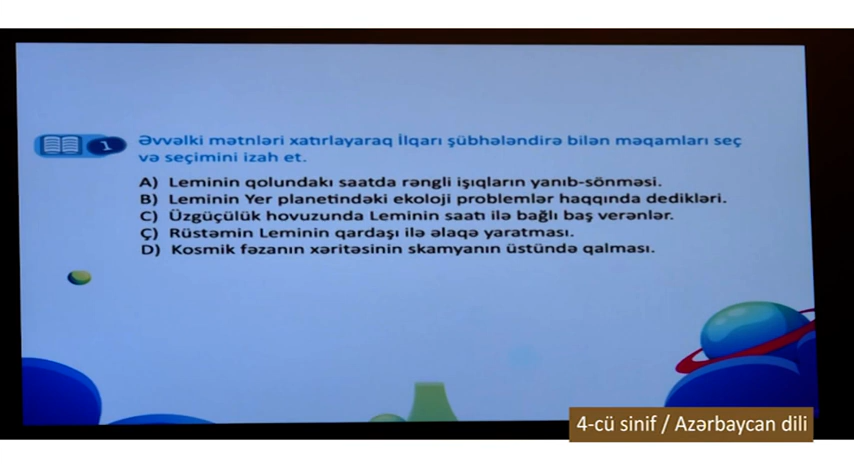 1
Əvvəlki mətnləri xatırlayaraq İlqarı şübhələndirə bilən məqamları seç
və seçimini izah et.
A) Leminin qolundakı saatda rəngli işıqların yanıb-sönməsi.
B) Leminin Yer planetindəki ekoloji problemlər haqqında dedikləri.
C) Üzgüçülük hovuzunda Leminin saatı ilə bağlı baş verənlər.
Ç) Rüstəmin Leminin qardaşı ilə əlaqə yaratması.
D) Kosmik fəzanın xəritəsinin skamyanın üstündə qalması.
4-cü sinif / Azərbaycan dili